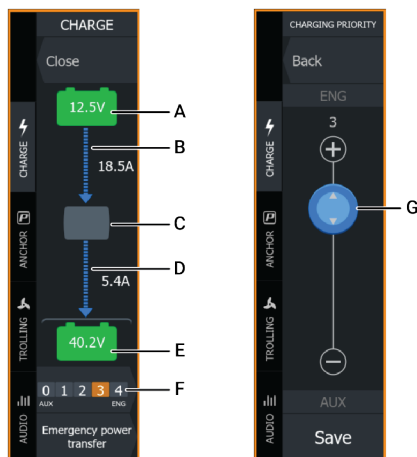 CHARGE
Close
12.5V
A
B
18.5A
CHARGE
C
ANCHOR
D
5.4A
TROLLING
40.2V
E
0 1 2 3 4
F
AUX ENG
AUDIO
Emergency power
transfer
CHARGING PRIORITY
Back
ENG
3
CHARGE
G
P
ANCHOR
TROLLING
AUX
AUDIO
Save